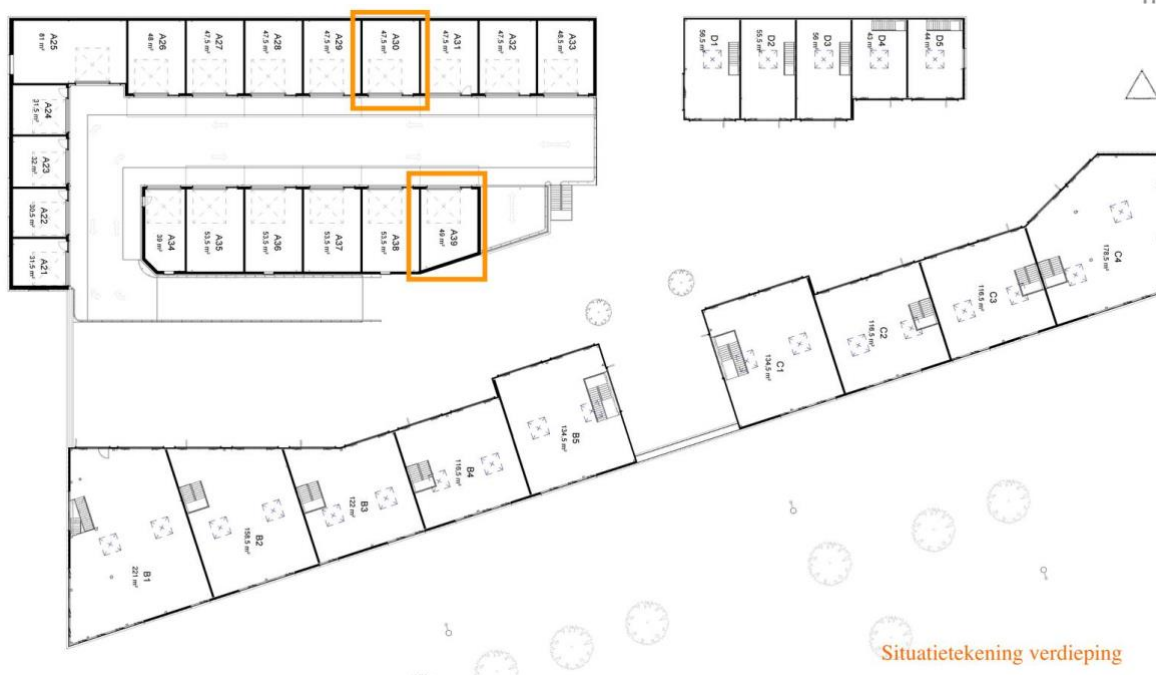 A25
81 m²
A26
48 m²
A27
47,5 m²
A28
47,5 m²
A29
47,5 m²
A30
47,5 m²
A31
47,5 m²
A32
47,5 m²
A33
48,5 m²
D1
56,5 m²
D2
55,5 m²
D3
56 m²
D4
43 m²
D5
44 m²
A24
31,5 m²
A23
32 m²
A22
30,5 m²
A21
31,5 m²
A34
39 m²
A35
53,5 m²
A36
53,5 m²
A37
53,5 m²
A38
53,5 m²
A39
49 m²
C4
178,5 m²
C3
116,5 m²
C2
116,5 m²
C1
134,5 m²
B5
134,5 m²
B4
116,5 m²
B3
122 m²
B2
158,5 m²
B1
221 m²
Situatietekening verdieping